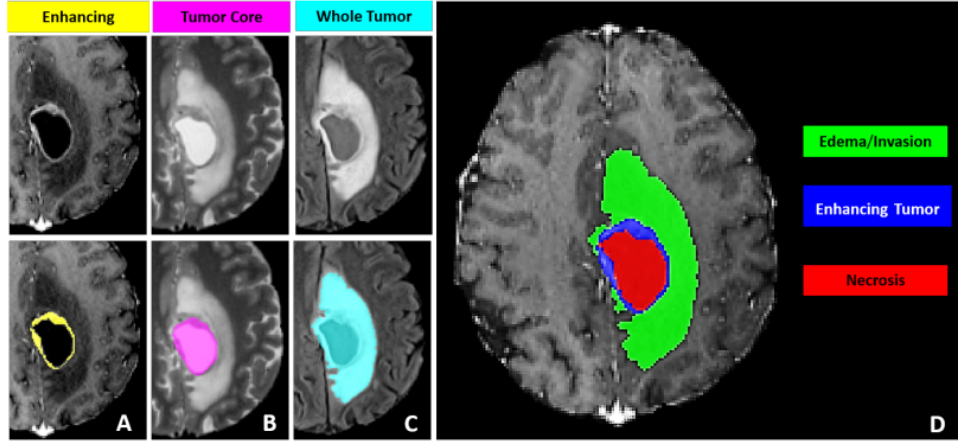 Enhancing
Tumor Core
Whole Tumor
Edema/Invasion
Enhancing Tumor
Necrosis
A
B
C
D